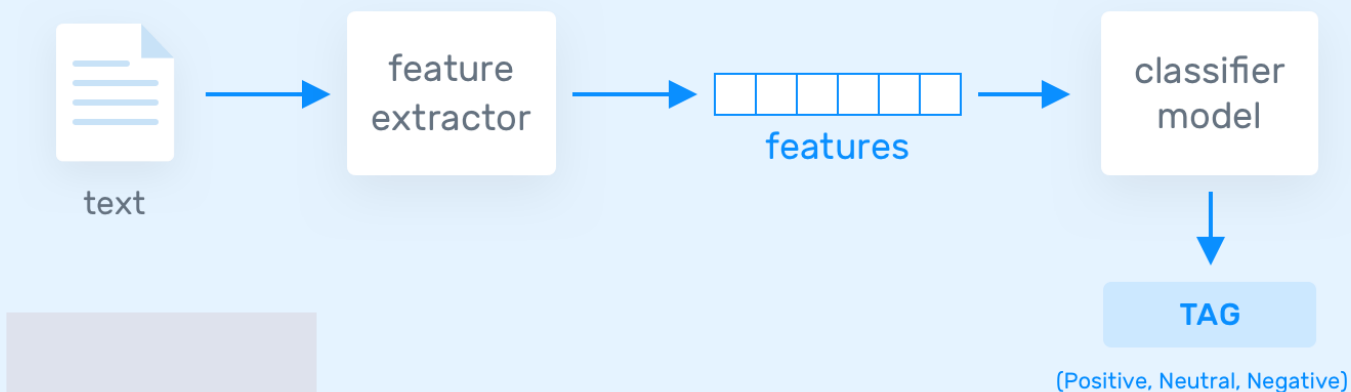 text
feature
extractor
features
classifier
model
TAG
(Positive, Neutral, Negative)